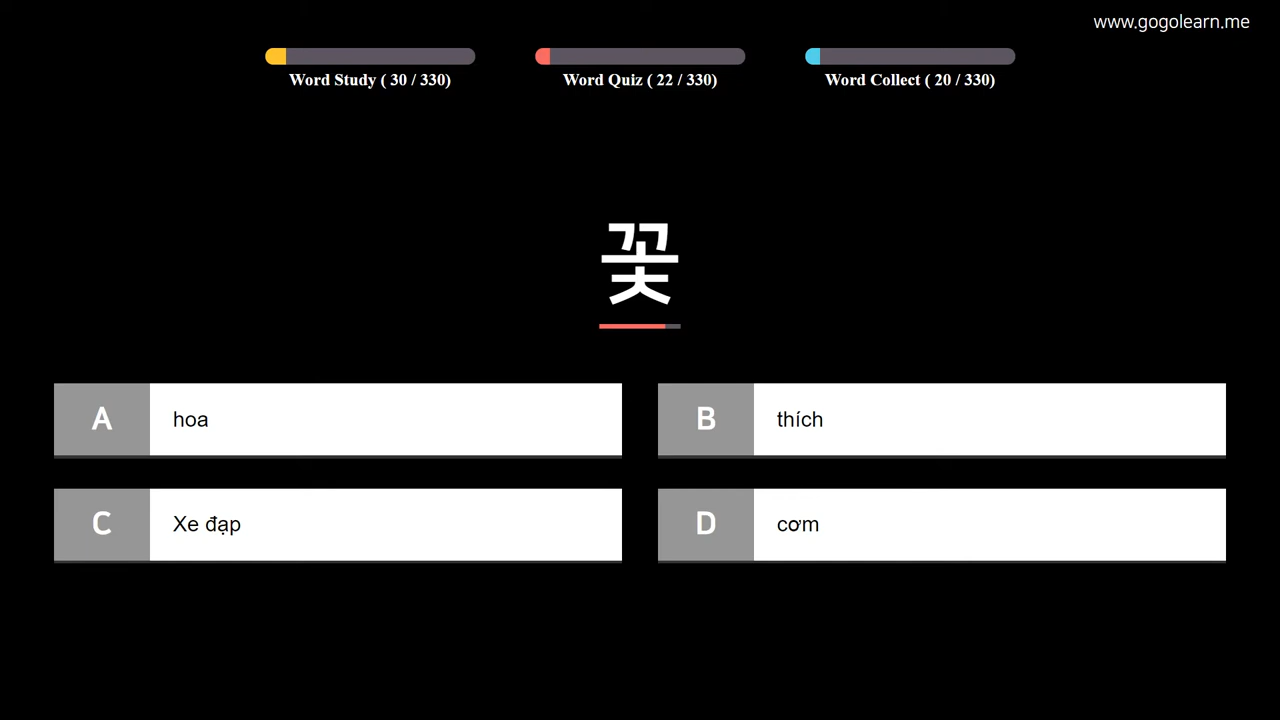 www.gogolearn.me
Word Study ( 30 / 330)
Word Quiz ( 22 / 330)
Word Collect ( 20 / 330)
꽃
A hoa
B thích
C Xe đạp
D cơm